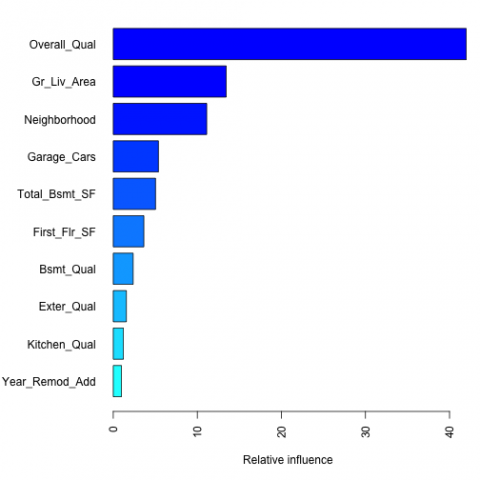 Overall_Qual
Gr_Liv_Area
Neighborhood
Garage_Cars
Total_Bsmt_SF
First_Flr_SF
Bsmt_Qual
Exter_Qual
Kitchen_Qual
Year_Remod_Add
0 10 20 30 40
Relative influence